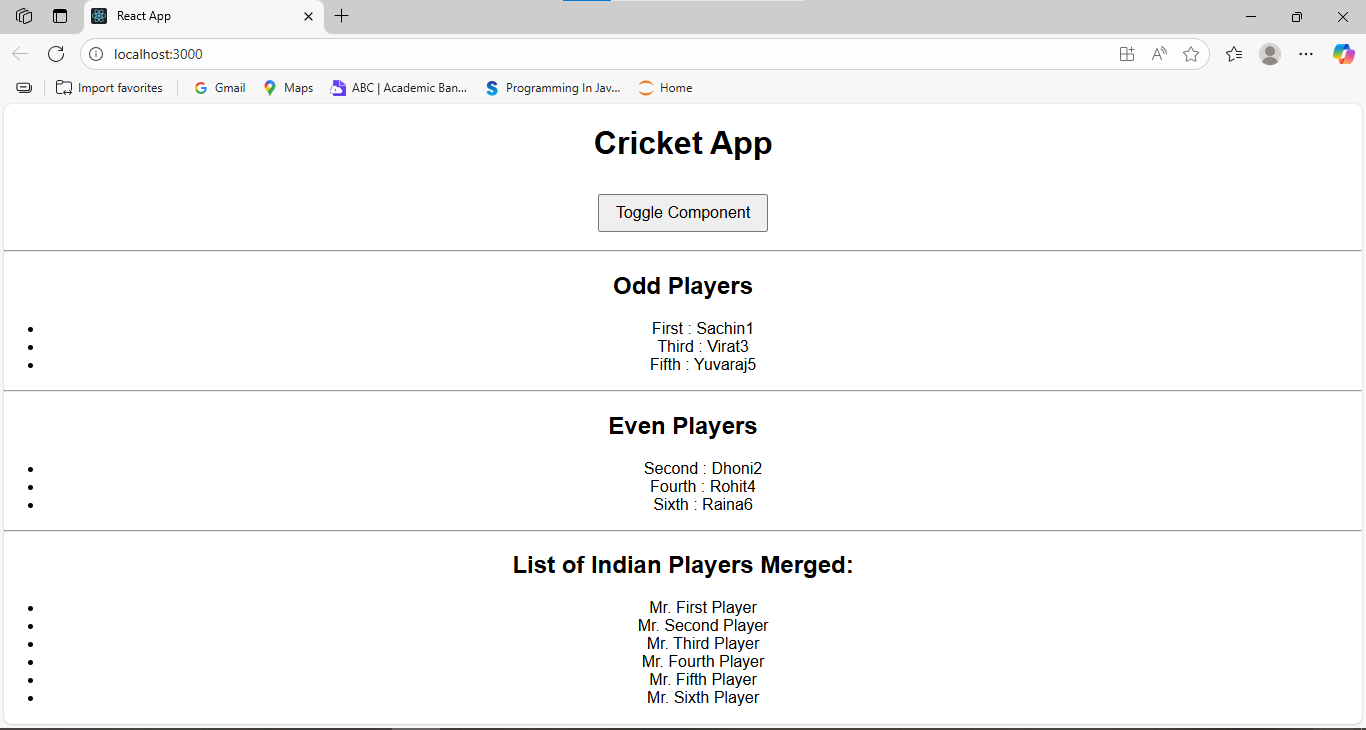 React App
localhost:3000
Import favorites
Gmail
Maps
ABC | Academic Ban...
Programming In Jav...
Home
Cricket App
Toggle Component
Odd Players
First : Sachin1
Third : Virat3
Fifth : Yuvaraj5
Even Players
Second : Dhoni2
Fourth : Rohit4
Sixth : Raina6
List of Indian Players Merged:
Mr. First Player
Mr. Second Player
Mr. Third Player
Mr. Fourth Player
Mr. Fifth Player
Mr. Sixth Player